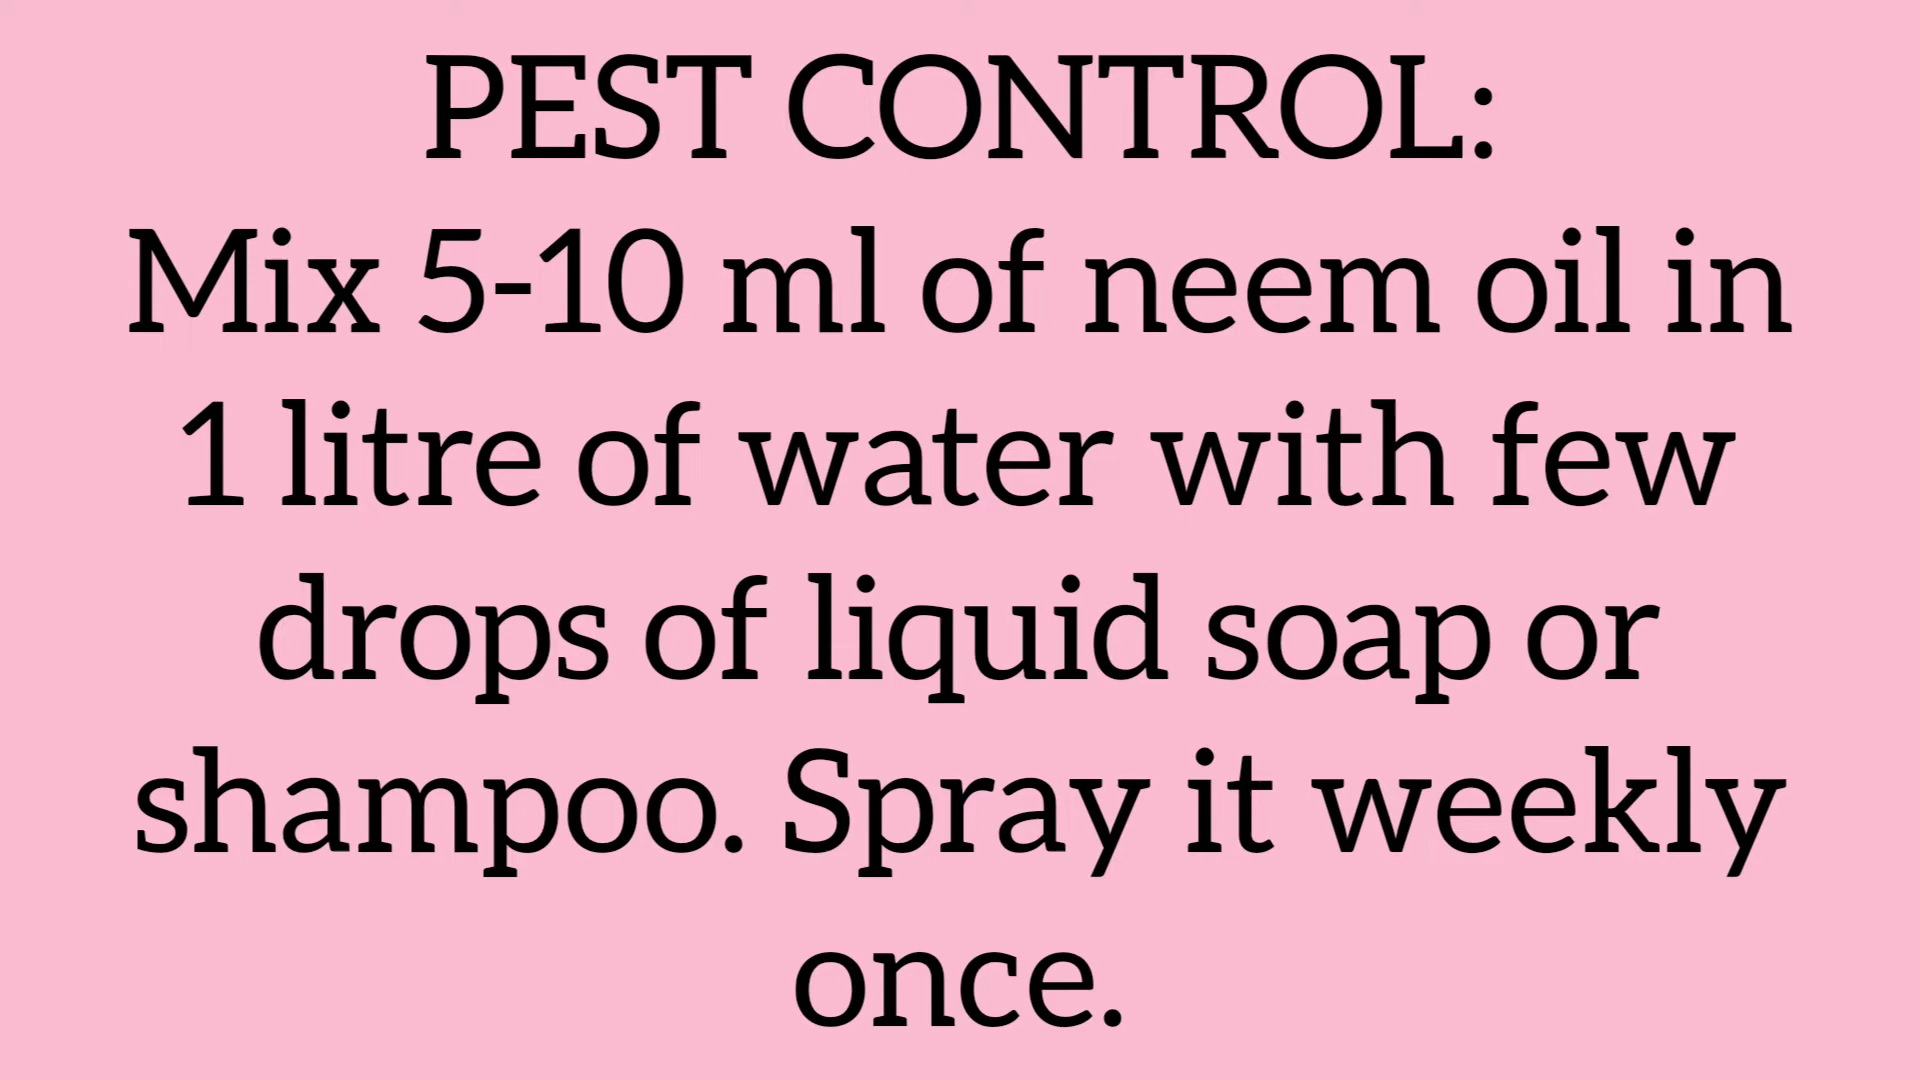 PEST CONTROL:
Mix 5-10 ml of neem oil in
1 litre of water with few
drops of liquid soap or
shampoo. Spray it weekly
once.